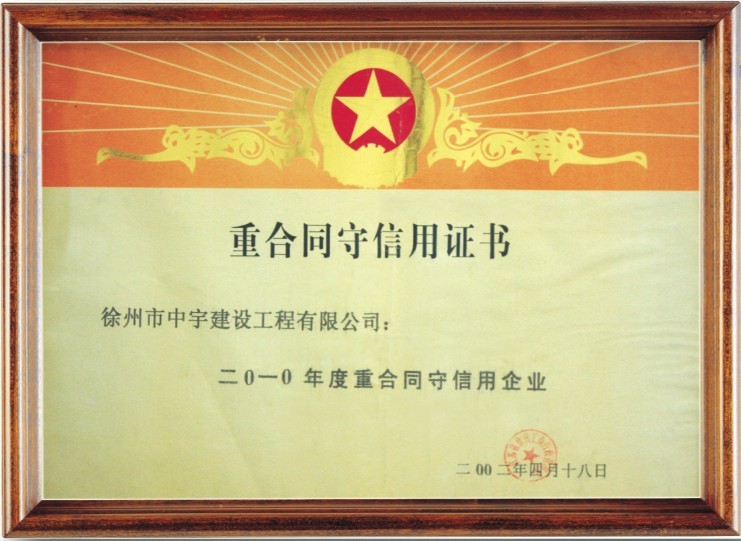 重合同守信用证书
徐州市中宇建设工程有限公司：
二0一0 年度重合同守信用企业
二00二年四月十八日